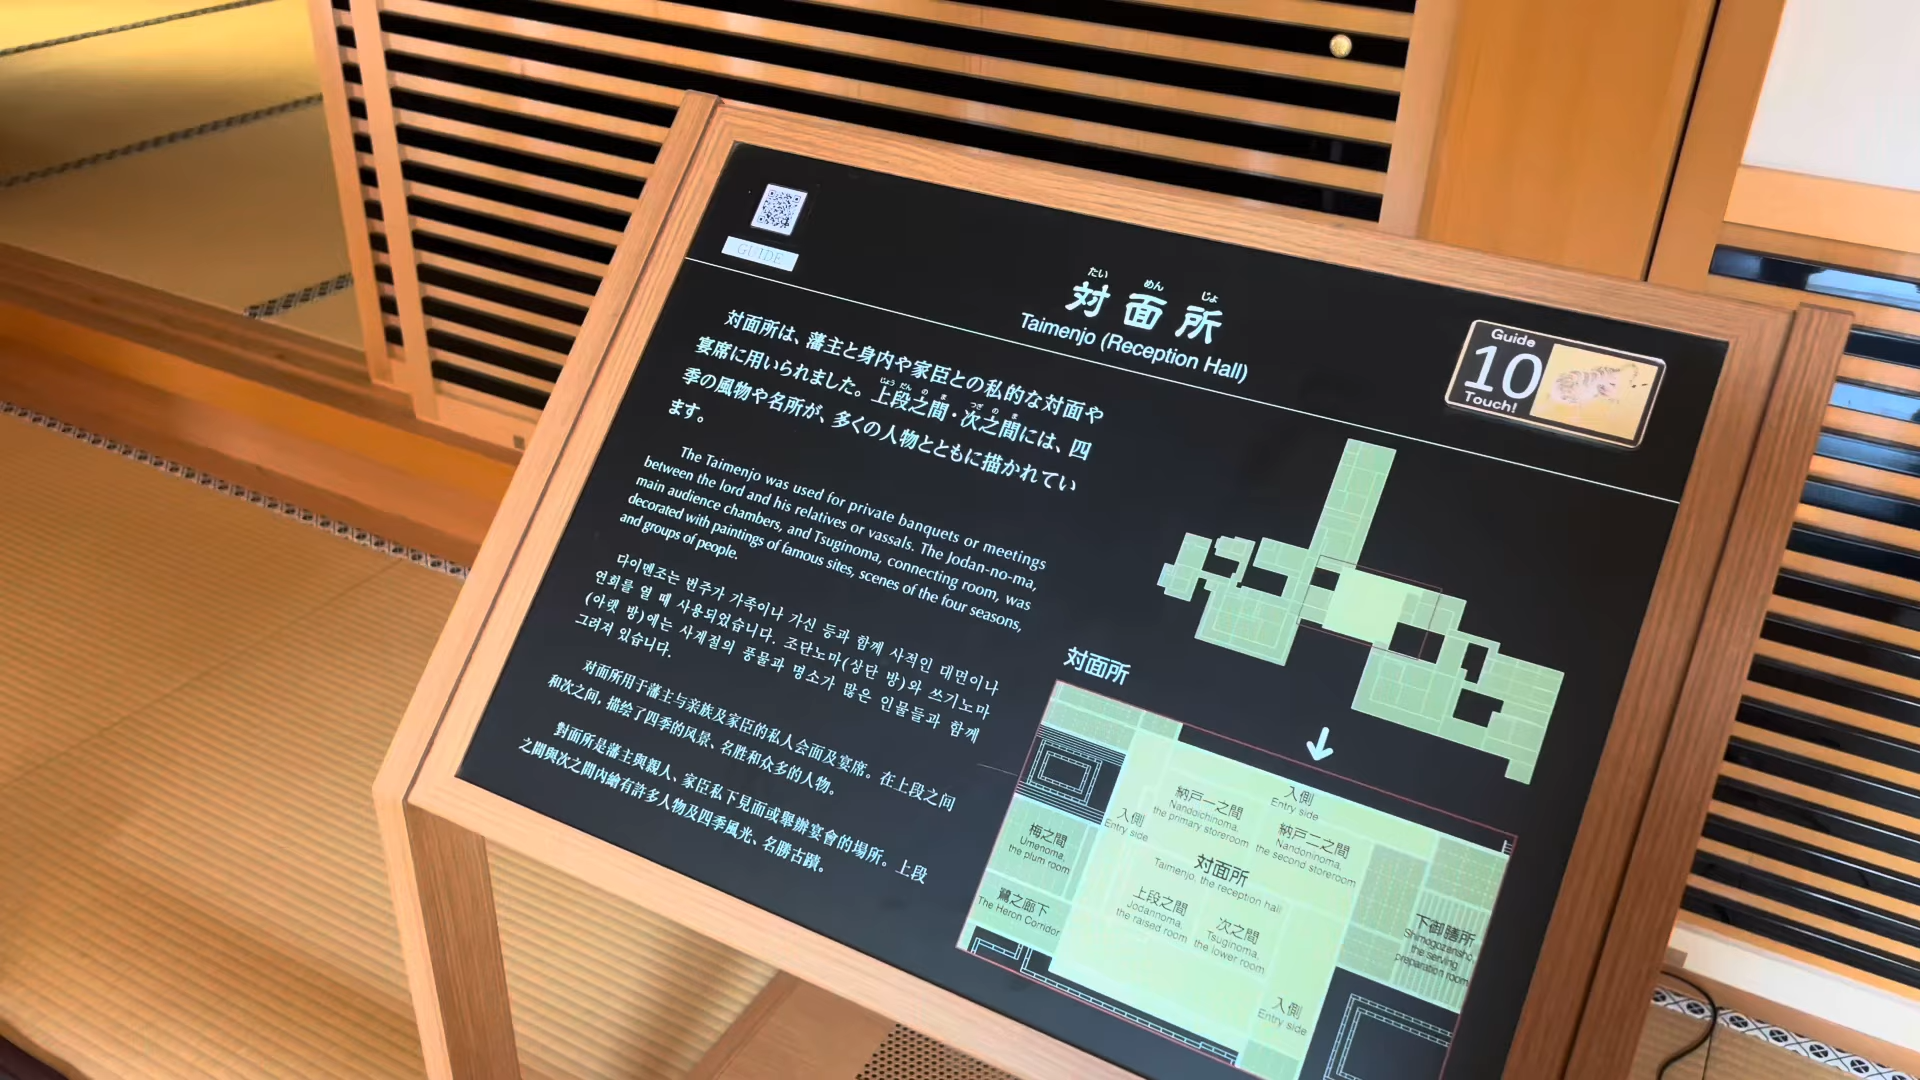 GUIDE
たい めん じょ
対面所
Taimenjo (Reception Hall)
Guide
10
Touch!
対面所は、藩主と身内や家臣との私的な対面や
宴席に用いられました。上段之間・次之間には、四
じょうだんのま つぎのま
季の風物や名所が、多くの人物とともに描かれてい
ます。
The Taimenjo was used for private banquets or meetings
between the lord and his relatives or vassals. The Jodan-no-ma,
main audience chambers, and Tsuginoma, connecting room, was
decorated with paintings of famous sites, scenes of the four seasons,
and groups of people.
다이멘조는 번주가 가족이나 가신 등과 함께 사적인 대면이나
연회를 열 때 사용되었습니다. 조단노마(상단 방)와 쓰기노마
(아랫 방)에는 사계절의 풍물과 명소가 많은 인물들과 함께
그려져 있습니다.
对面所用于藩主与亲族及家臣的私人会面及宴席。在上段之间
和次之间，描绘了四季的风景、名胜和众多的人物。
對面所是藩主與親人、家臣私下見面或舉辦宴會的場所。上段
之間與次之間內繪有許多人物及四季風光、名勝古蹟。
対面所
入側
Entry side
納戸一之間
Nandoichinoma,
the primary storeroom
入側
Entry side
納戸二之間
Nandoninoma,
the second storeroom
梅之間
Umenoma,
the plum room
対面所
Taimenjo, the reception hall
上段之間
Jodannoma,
the raised room
次之間
Tsuginoma,
the lower room
鷺之廊下
The Heron Corridor
下御膳所
Shimogozensho,
the serving
preparation room
入側
Entry side